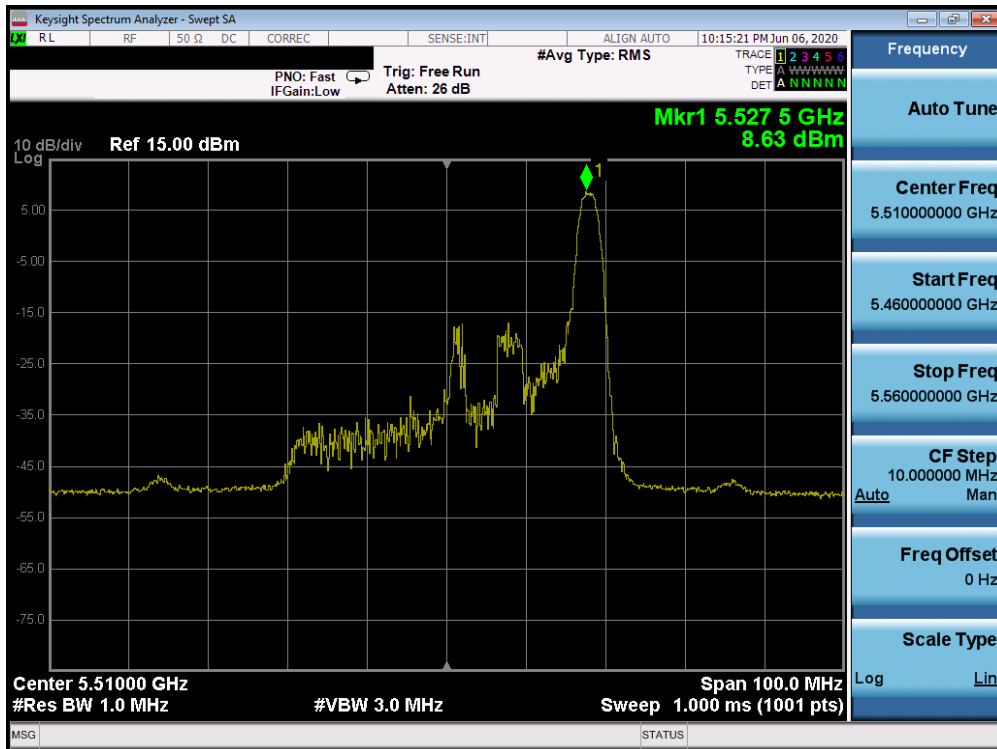 Keysight Spectrum Analyzer - Swept SA
LXI RL RF 50 Ω DC CORREC SENSE:INT ALIGN AUTO 10:15:21 PM Jun 06, 2020
#Avg Type: RMS
TRACE 1 2 3 4 5 6
TYPE A WWWWW
DET A N N N N N
PNO: Fast
IFGain:Low
Trig: Free Run
Atten: 26 dB
Mkr1 5.527 5 GHz
8.63 dBm
10 dB/div
Log
Ref 15.00 dBm
1
5.00
-5.00
-15.0
-25.0
-35.0
-45.0
-55.0
-65.0
-75.0
Center 5.51000 GHz
Span 100.0 MHz
#Res BW 1.0 MHz
#VBW 3.0 MHz
Sweep 1.000 ms (1001 pts)
MSG
STATUS
Frequency
Auto Tune
Center Freq
5.510000000 GHz
Start Freq
5.460000000 GHz
Stop Freq
5.560000000 GHz
CF Step
10.000000 MHz
Auto Man
Freq Offset
0 Hz
Scale Type
Log Lin